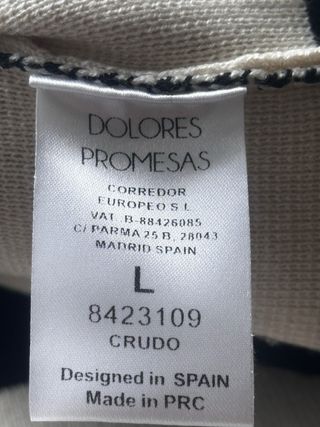 DOLORES
PROMESAS
CORREDOR
EUROPEO S L
VAT. B-88426085
C/ PARMA 25 B, 28043
MADRID SPAIN
L
8423109
CRUDO
Designed in SPAIN
Made in PRC